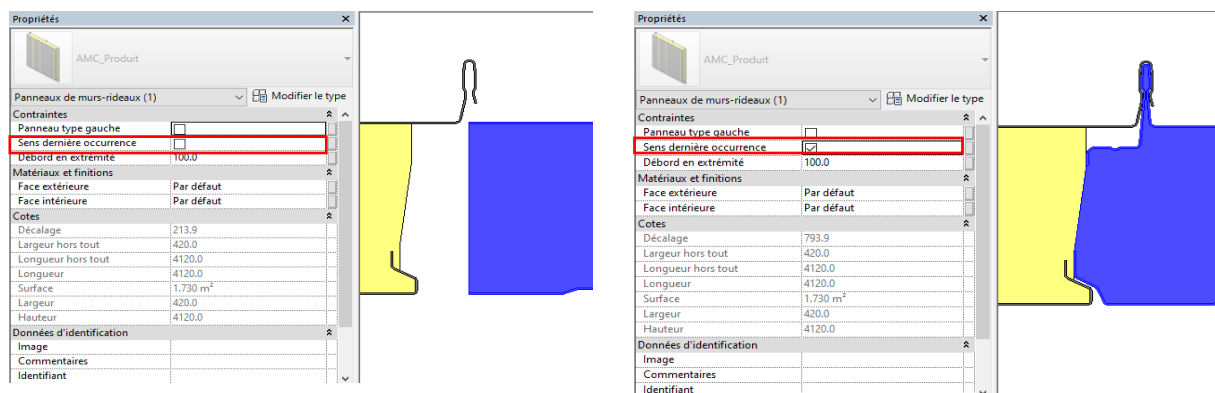 Propriétés
AMC_Produit
Panneaux de murs-rideaux (1) Modifier le type
Contraintes
Panneau type gauche
Sens dernière occurrence
Débord en extrémité 100.0
Matériaux et finitions
Face extérieure Par défaut
Face intérieure Par défaut
Cotes
Décalage 213.9
Largeur hors tout 420.0
Longueur hors tout 4120.0
Longueur 4120.0
Surface 1.730 m²
Largeur 420.0
Hauteur 4120.0
Données d'identification
Image
Commentaires
Identifiant
Propriétés
AMC_Produit
Panneaux de murs-rideaux (1) Modifier le type
Contraintes
Panneau type gauche
Sens dernière occurrence
Débord en extrémité 100.0
Matériaux et finitions
Face extérieure Par défaut
Face intérieure Par défaut
Cotes
Décalage 793.9
Largeur hors tout 420.0
Longueur hors tout 4120.0
Longueur 4120.0
Surface 1.730 m²
Largeur 420.0
Hauteur 4120.0
Données d'identification
Image
Commentaires
Identifiant